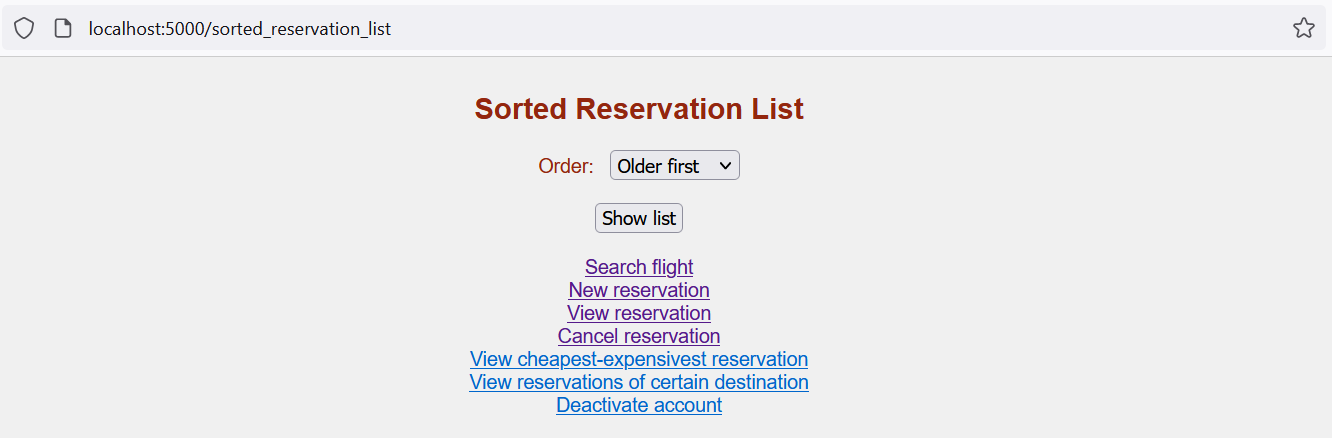 localhost:5000/sorted_reservation_list
Sorted Reservation List
Order: Older first
Show list
Search flight
New reservation
View reservation
Cancel reservation
View cheapest-expensivest reservation
View reservations of certain destination
Deactivate account